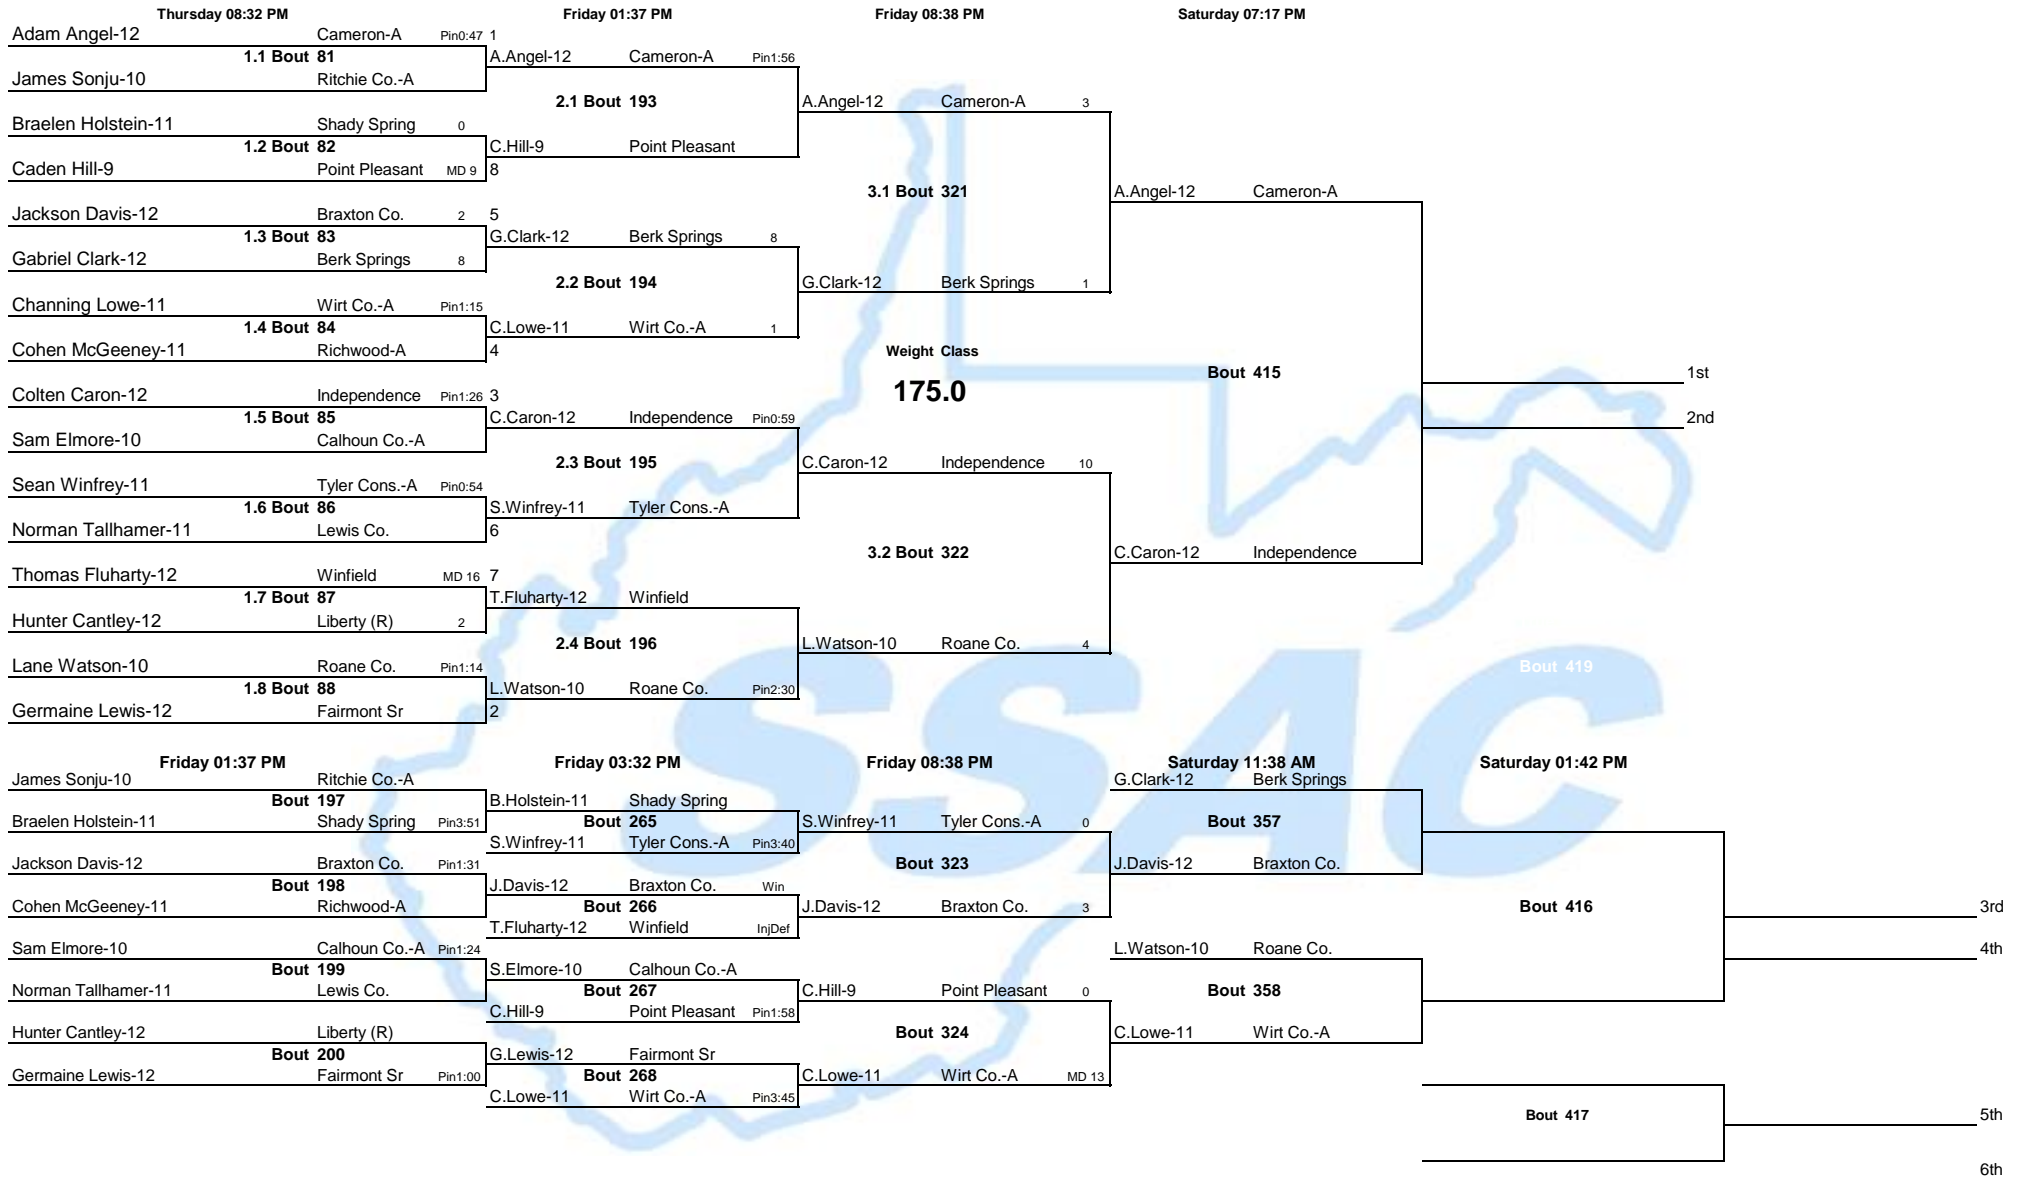 Thursday 08:32 PM Friday 01:37 PM Friday 08:38 PM Saturday 07:17 PM
Adam Angel-12 Cameron-A Pin0:47 1
1.1 Bout 81 A.Angel-12 Cameron-A Pin1:56
James Sonju-10 Ritchie Co.-A
2.1 Bout 193 A.Angel-12 Cameron-A 3
Braelen Holstein-11 Shady Spring 0
1.2 Bout 82 C.Hill-9 Point Pleasant
Caden Hill-9 Point Pleasant MD 9 8
3.1 Bout 321 A.Angel-12 Cameron-A
Jackson Davis-12 Braxton Co. 2 5
1.3 Bout 83 G.Clark-12 Berk Springs 8
Gabriel Clark-12 Berk Springs 8
2.2 Bout 194 G.Clark-12 Berk Springs 1
Channing Lowe-11 Wirt Co.-A Pin1:15
1.4 Bout 84 C.Lowe-11 Wirt Co.-A 1
Cohen McGeeney-11 Richwood-A 4 Weight Class
Bout 415 1st
175.0
Colten Caron-12 Independence Pin1:26 3
1.5 Bout 85 C.Caron-12 Independence Pin0:59 2nd
Sam Elmore-10 Calhoun Co.-A
2.3 Bout 195 C.Caron-12 Independence 10
Sean Winfrey-11 Tyler Cons.-A Pin0:54
1.6 Bout 86 S.Winfrey-11 Tyler Cons.-A
Norman Tallhamer-11 Lewis Co. 6
3.2 Bout 322 C.Caron-12 Independence
Thomas Fluharty-12 Winfield MD 16 7
1.7 Bout 87 T.Fluharty-12 Winfield
Hunter Cantley-12 Liberty (R) 2
2.4 Bout 196 L.Watson-10 Roane Co. 4
Lane Watson-10 Roane Co. Pin1:14 Bout 419
1.8 Bout 88 L.Watson-10 Roane Co. Pin2:30
Germaine Lewis-12 Fairmont Sr 2
SSAC
Friday 01:37 PM Friday 03:32 PM Friday 08:38 PM Saturday 11:38 AM Saturday 01:42 PM
James Sonju-10 Ritchie Co.-A G.Clark-12 Berk Springs
Bout 197 B.Holstein-11 Shady Spring
Braelen Holstein-11 Shady Spring Pin3:51 Bout 265 S.Winfrey-11 Tyler Cons.-A 0 Bout 357
S.Winfrey-11 Tyler Cons.-A Pin3:40
Jackson Davis-12 Braxton Co. Pin1:31 Bout 323 J.Davis-12 Braxton Co.
Bout 198 J.Davis-12 Braxton Co. Win
Cohen McGeeney-11 Richwood-A Bout 266 J.Davis-12 Braxton Co. 3 Bout 416 3rd
T.Fluharty-12 Winfield InjDef
Sam Elmore-10 Calhoun Co.-A Pin1:24 L.Watson-10 Roane Co. 4th
Bout 199 S.Elmore-10 Calhoun Co.-A
Norman Tallhamer-11 Lewis Co. Bout 267 C.Hill-9 Point Pleasant 0 Bout 358
C.Hill-9 Point Pleasant Pin1:58
Hunter Cantley-12 Liberty (R) Bout 324 C.Lowe-11 Wirt Co.-A
Bout 200 G.Lewis-12 Fairmont Sr
Germaine Lewis-12 Fairmont Sr Pin1:00 Bout 268 C.Lowe-11 Wirt Co.-A MD 13
C.Lowe-11 Wirt Co.-A Pin3:45
Bout 417 5th
6th